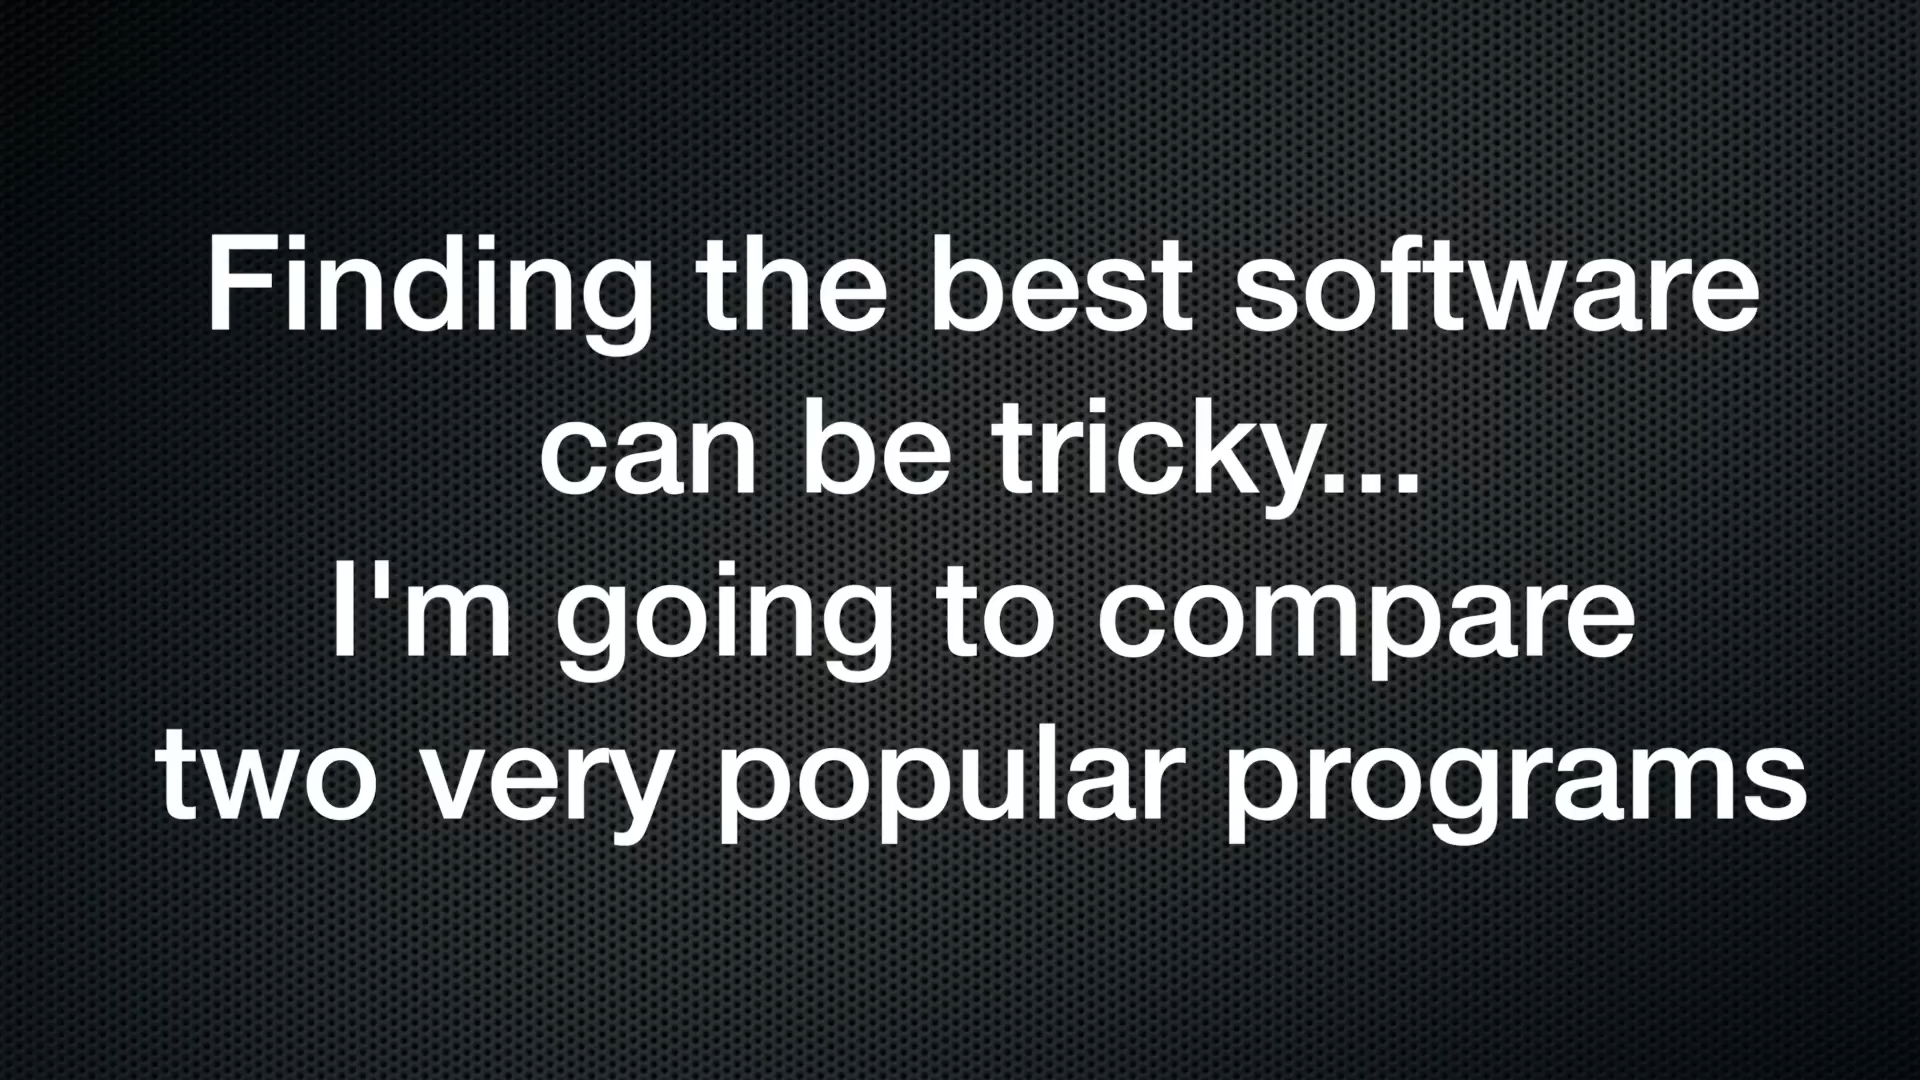 Finding the best software
can be tricky...
I'm going to compare
two very popular programs